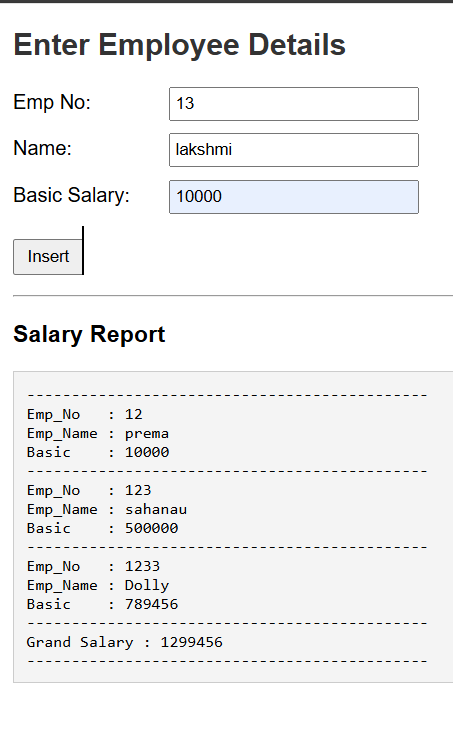 Enter Employee Details
Emp No: 13
Name: lakshmi
Basic Salary: 10000
Insert
Salary Report
--------------------------------------------
Emp_No   : 12
Emp_Name : prema
Basic    : 10000
--------------------------------------------
Emp_No   : 123
Emp_Name : sahanau
Basic    : 500000
--------------------------------------------
Emp_No   : 1233
Emp_Name : Dolly
Basic    : 789456
--------------------------------------------
Grand Salary : 1299456
--------------------------------------------